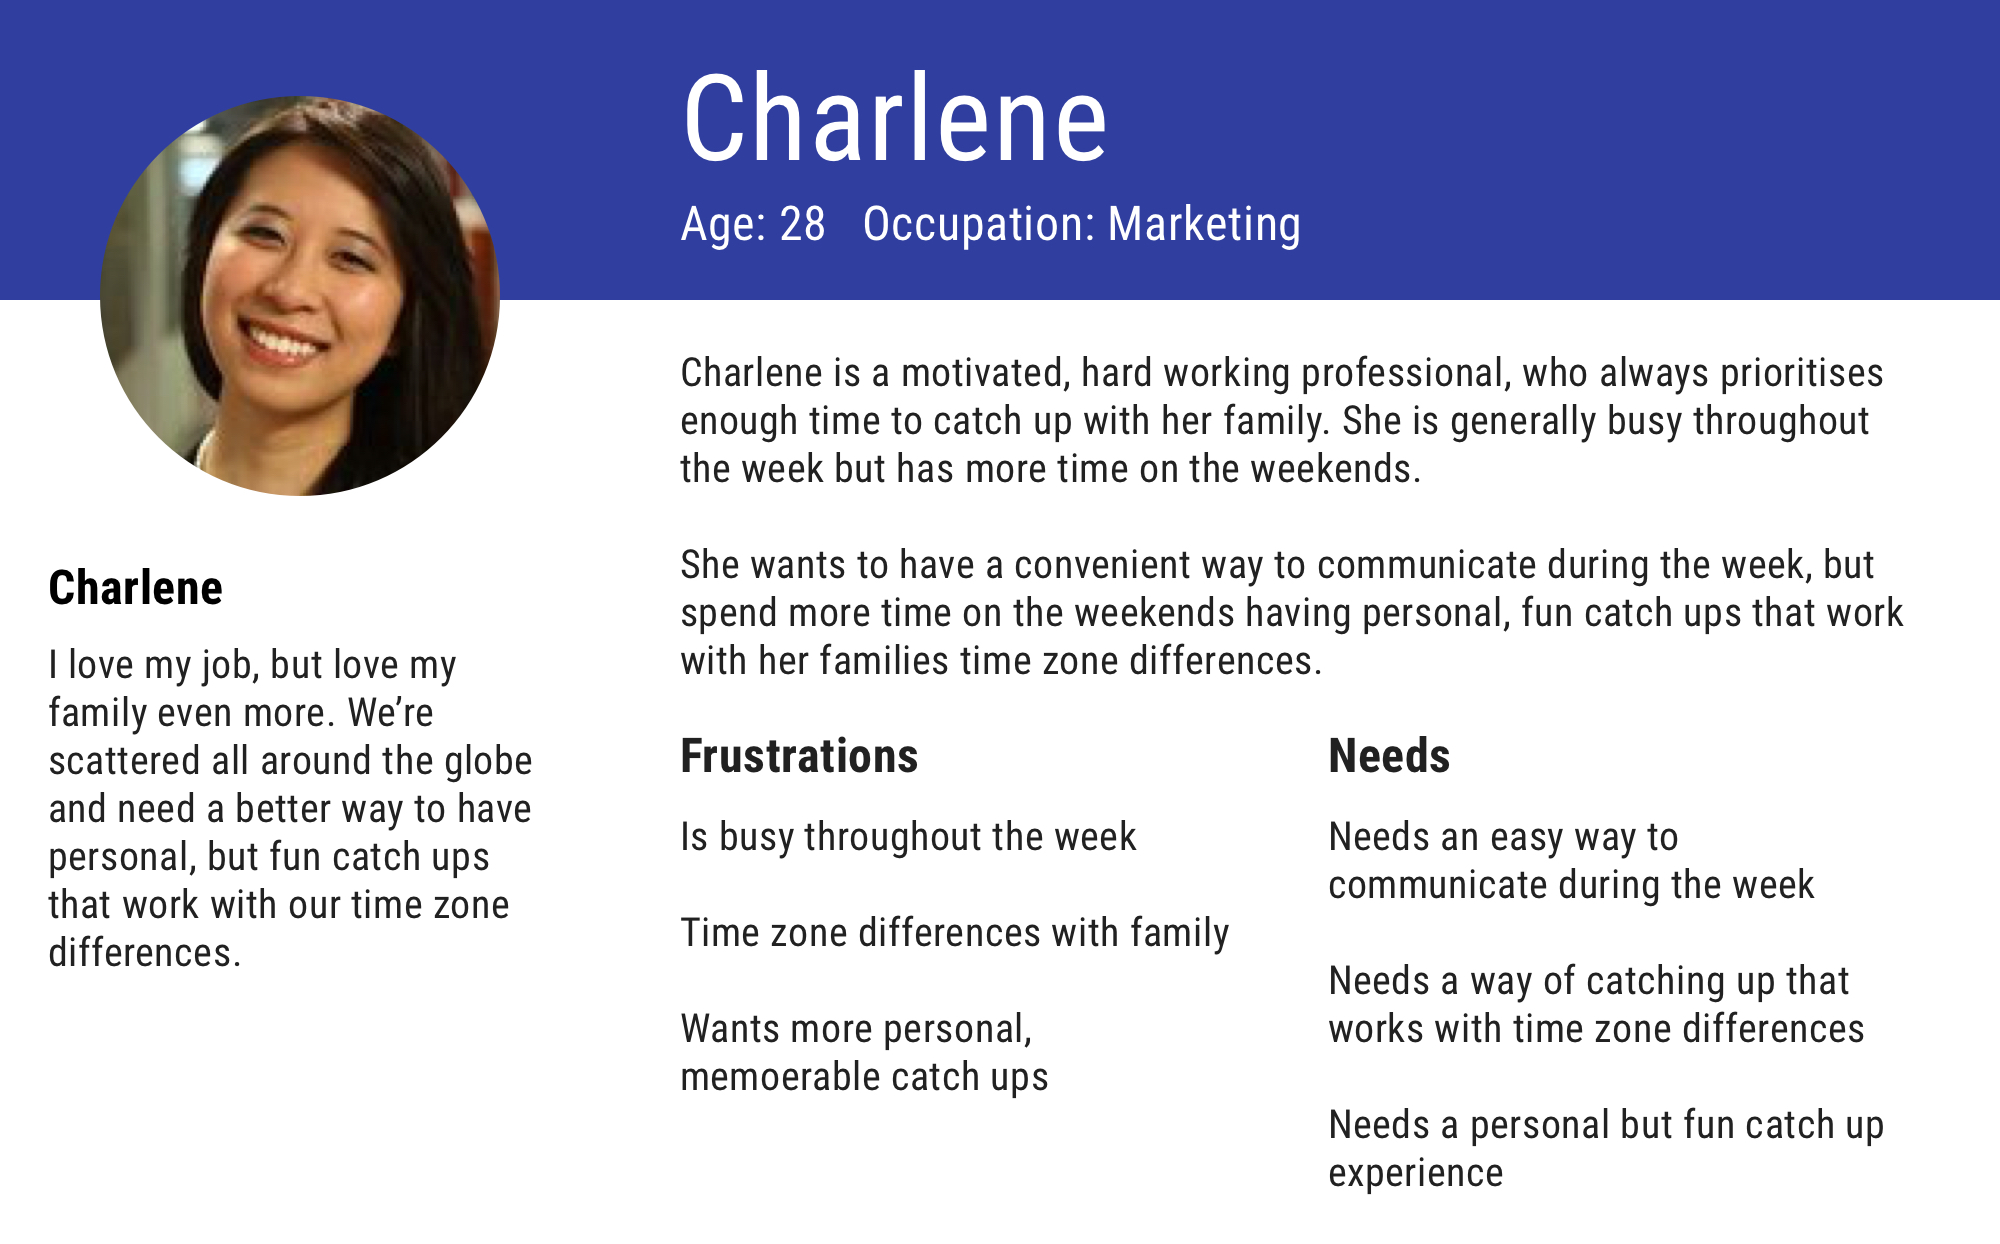 Charlene
Age: 28 Occupation: Marketing
Charlene
I love my job, but love my
family even more. We’re
scattered all around the globe
and need a better way to have
personal, but fun catch ups
that work with our time zone
differences.
Charlene is a motivated, hard working professional, who always prioritises
enough time to catch up with her family. She is generally busy throughout
the week but has more time on the weekends.
She wants to have a convenient way to communicate during the week, but
spend more time on the weekends having personal, fun catch ups that work
with her families time zone differences.
Frustrations
Is busy throughout the week
Time zone differences with family
Wants more personal,
memoerable catch ups
Needs
Needs an easy way to
communicate during the week
Needs a way of catching up that
works with time zone differences
Needs a personal but fun catch up
experience